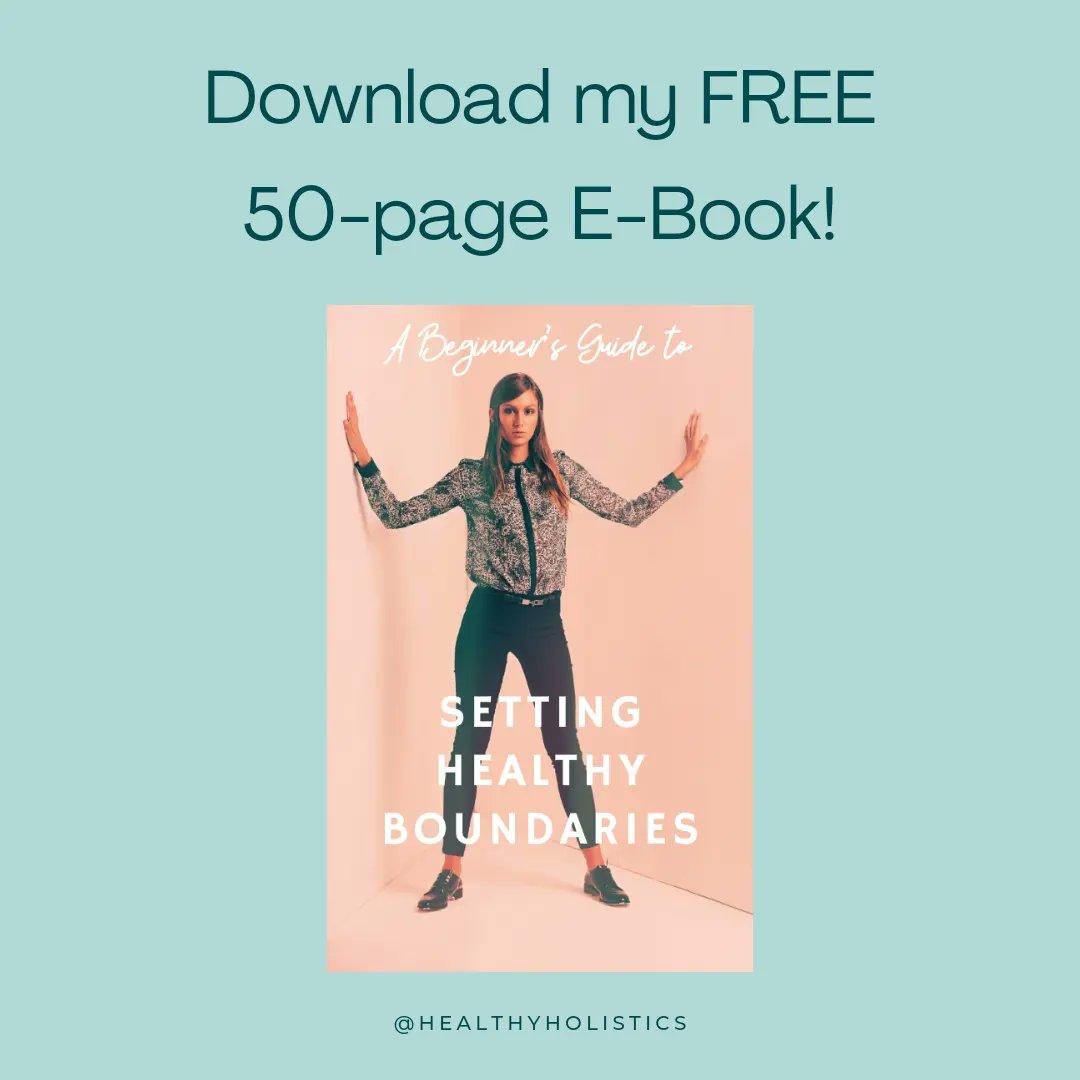 Download my FREE
50-page E-Book!
A Beginner's Guide to
SETTING
HEALTHY
BOUNDARIES
@HEALTHYHOLISTICS